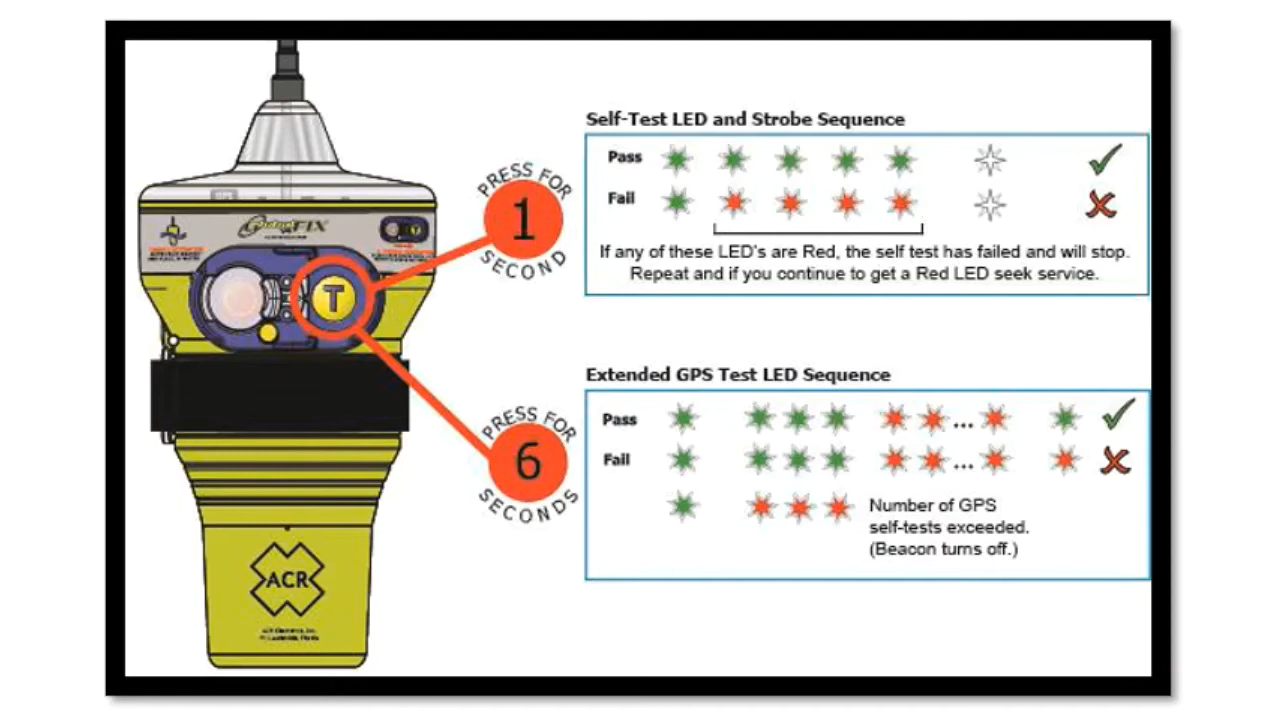 PRESS FOR
1
SECOND
Self-Test LED and Strobe Sequence
Pass
Fail
If any of these LED's are Red, the self test has failed and will stop.
Repeat and if you continue to get a Red LED seek service.
GlobalFIX
T
PRESS FOR
6
SECONDS
Extended GPS Test LED Sequence
Pass
...
Fail
...
Number of GPS
self-tests exceeded.
(Beacon turns off.)
ACR